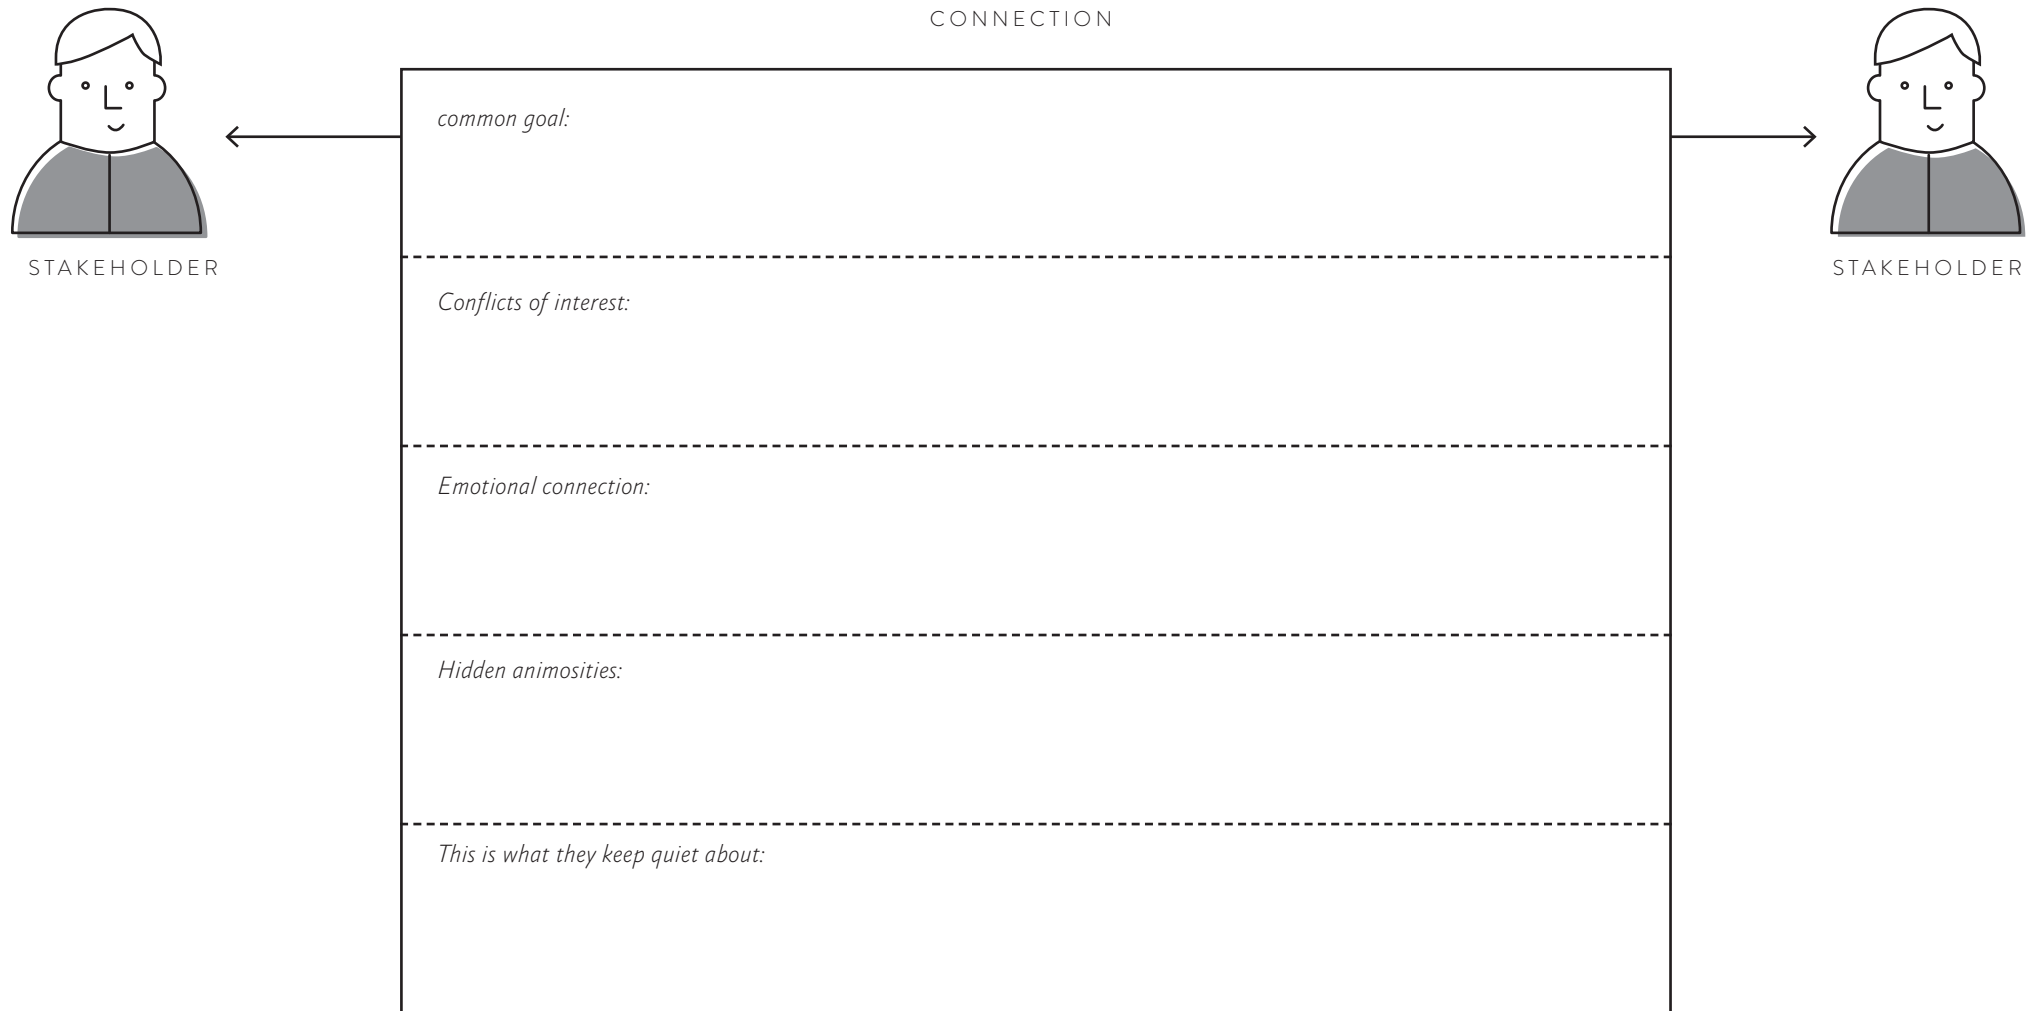 CONNECTION
common goal:
STAKEHOLDER
STAKEHOLDER
Conflicts of interest:
Emotional connection:
Hidden animosities:
This is what they keep quiet about: